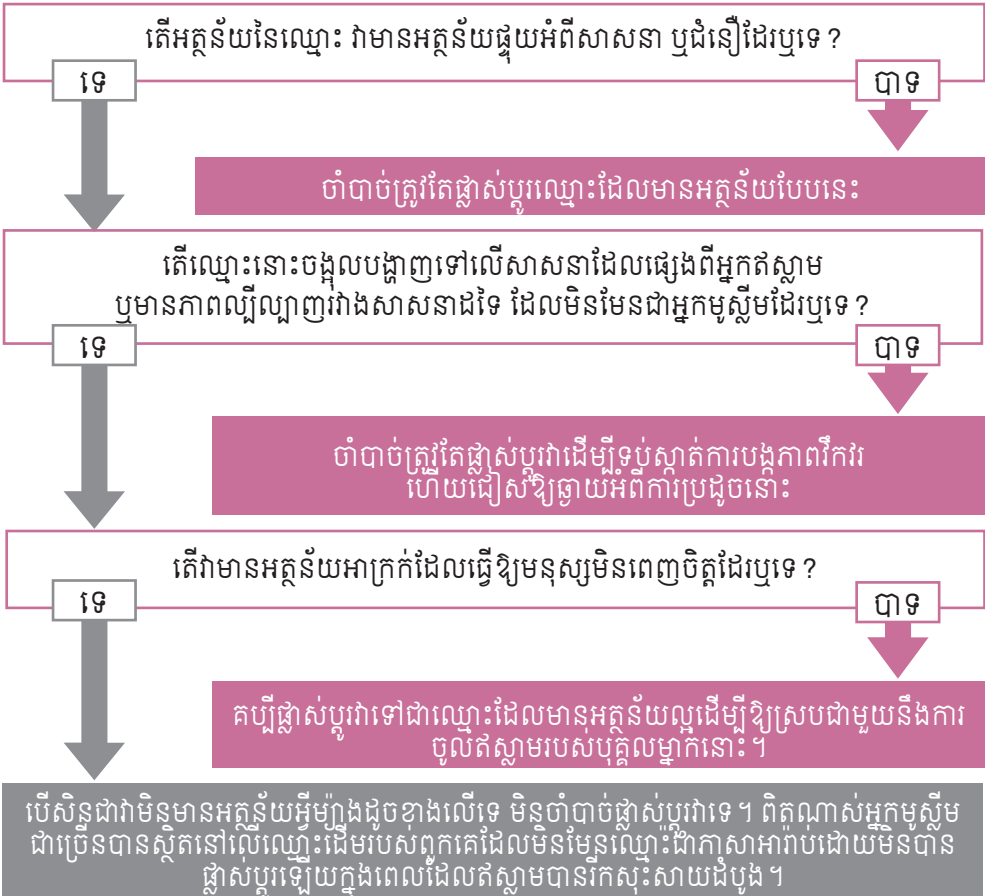 តើអត្ថន័យនៃឈ្មោះ វាមានអត្ថន័យផ្ទុយអំពីសាសនា ឬជំនឿដែរឬទេ ?
ទេ
បាទ
ចាំបាច់ត្រូវតែផ្លាស់ប្តូរឈ្មោះដែលមានអត្ថន័យបែបនេះ
តើឈ្មោះនោះចង្អុលបង្ហាញទៅលើសាសនាដែលផ្សេងពីអ្នកឥស្លាម
ឬមានភាពល្បីល្បាញរវាងសាសនាដទៃ ដែលមិនមែនជាអ្នកមូស្លីមដែរឬទេ ?
ទេ
បាទ
ចាំបាច់ត្រូវតែផ្លាស់ប្តូរវាដើម្បីទប់ស្កាត់ការបង្កភាពវឹកវរ
ហើយជៀសឱ្យឆ្ងាយអំពីការប្រដូចនោះ
តើវាមានអត្ថន័យអាក្រក់ដែលធ្វើឱ្យមនុស្សមិនពេញចិត្តដែរឬទេ ?
ទេ
បាទ
គប្បីផ្លាស់ប្តូរវាទៅជាឈ្មោះដែលមានអត្ថន័យល្អដើម្បីឱ្យស្របជាមួយនឹងការ
ចូលឥស្លាមរបស់បុគ្គលម្នាក់នោះ។
បើសិនជាវាមិនមានអត្ថន័យអ្វីម៉្យាងដូចខាងលើទេ មិនចាំបាច់ផ្លាស់ប្តូរវាទេ។ ពិតណាស់អ្នកមូស្លីម
ជាច្រើនបានស្ថិតនៅលើឈ្មោះដើមរបស់ពួកគេដែលមិនមែនឈ្មោះជាភាសាអារ៉ាប់ដោយមិនបាន
ផ្លាស់ប្តូរឡើយក្នុងពេលដែលឥស្លាមបានរីកសុះសាយដំបូង។